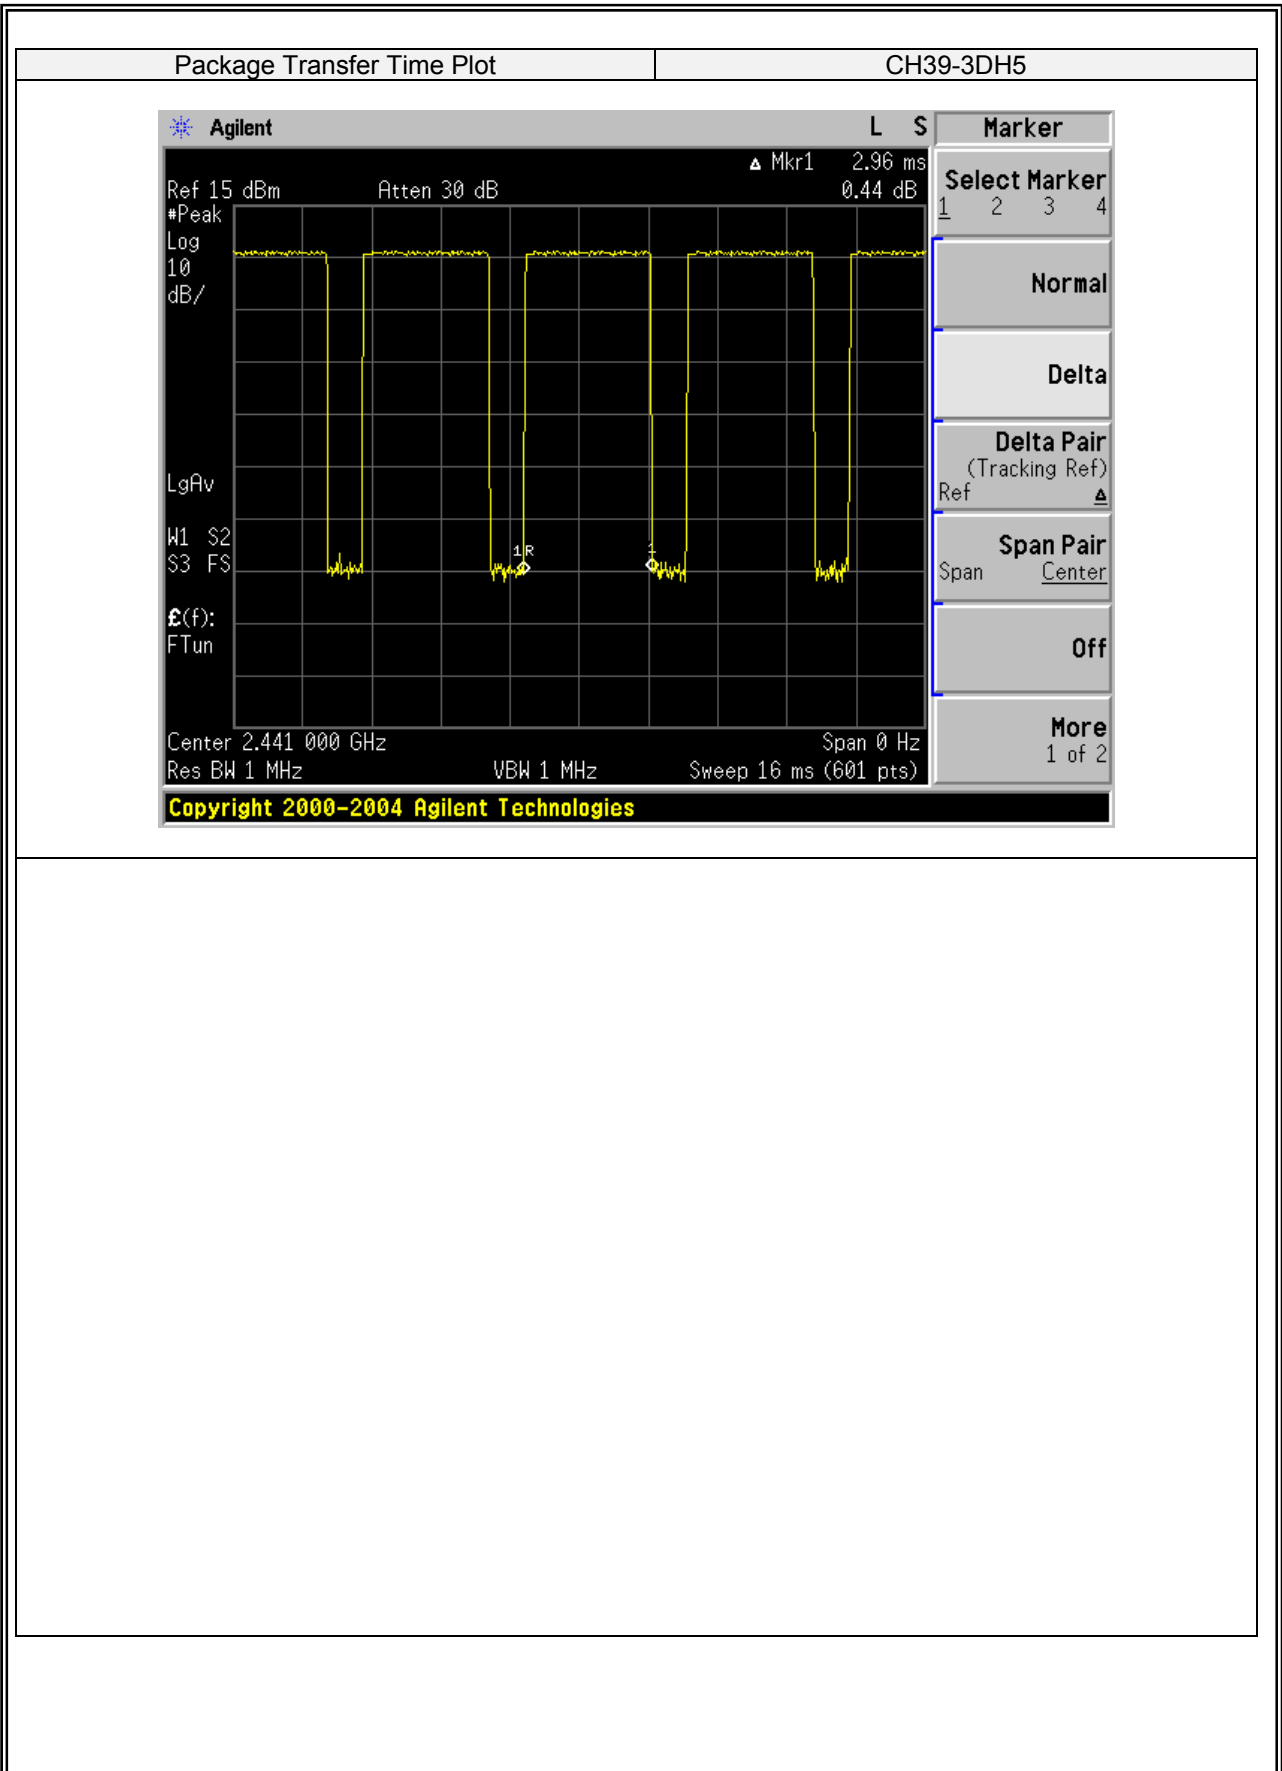 Package Transfer Time Plot CH39-3DH5
Agilent L S
Marker
Δ Mkr1 2.96 ms
Ref 15 dBm Atten 30 dB 0.44 dB
#Peak
Log
10
dB/
LgAv
W1 S2
S3 FS
£(f):
FTun
1R
1
Center 2.441 000 GHz Span 0 Hz
Res BW 1 MHz VBW 1 MHz Sweep 16 ms (601 pts)
Copyright 2000-2004 Agilent Technologies
Select Marker
1 2 3 4
Normal
Delta
Delta Pair
(Tracking Ref)
Ref Δ
Span Pair
Span Center
Off
More
1 of 2